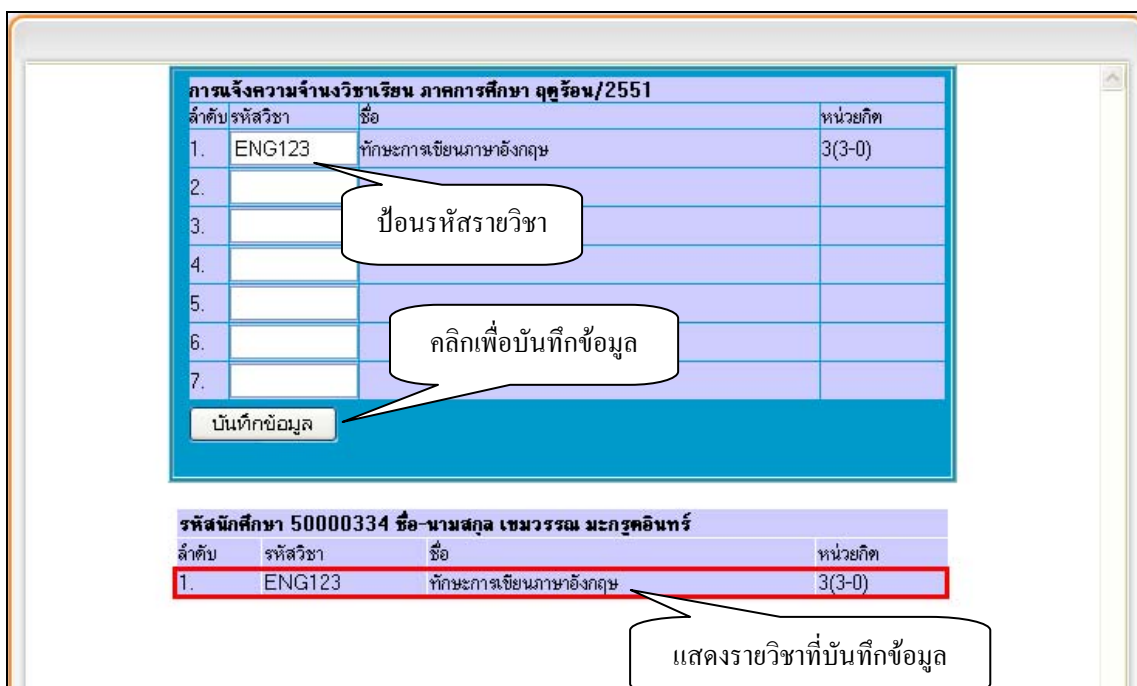 การแจ้งความจำนงวิชาเรียน ภาคการศึกษา ฤดูร้อน/2551
ลำดับ รหัสวิชา ชื่อ หน่วยกิต
1. ENG123 ทักษะการเขียนภาษาอังกฤษ 3(3-0)
2.
ป้อนรหัสรายวิชา
3.
4.
5.
คลิกเพื่อบันทึกข้อมูล
6.
7.
บันทึกข้อมูล
รหัสนักศึกษา 50000334 ชื่อ-นามสกุล เขมวรรณ มะกรูดอินทร์
ลำดับ รหัสวิชา ชื่อ หน่วยกิต
1. ENG123 ทักษะการเขียนภาษาอังกฤษ 3(3-0)
แสดงรายวิชาที่บันทึกข้อมูล